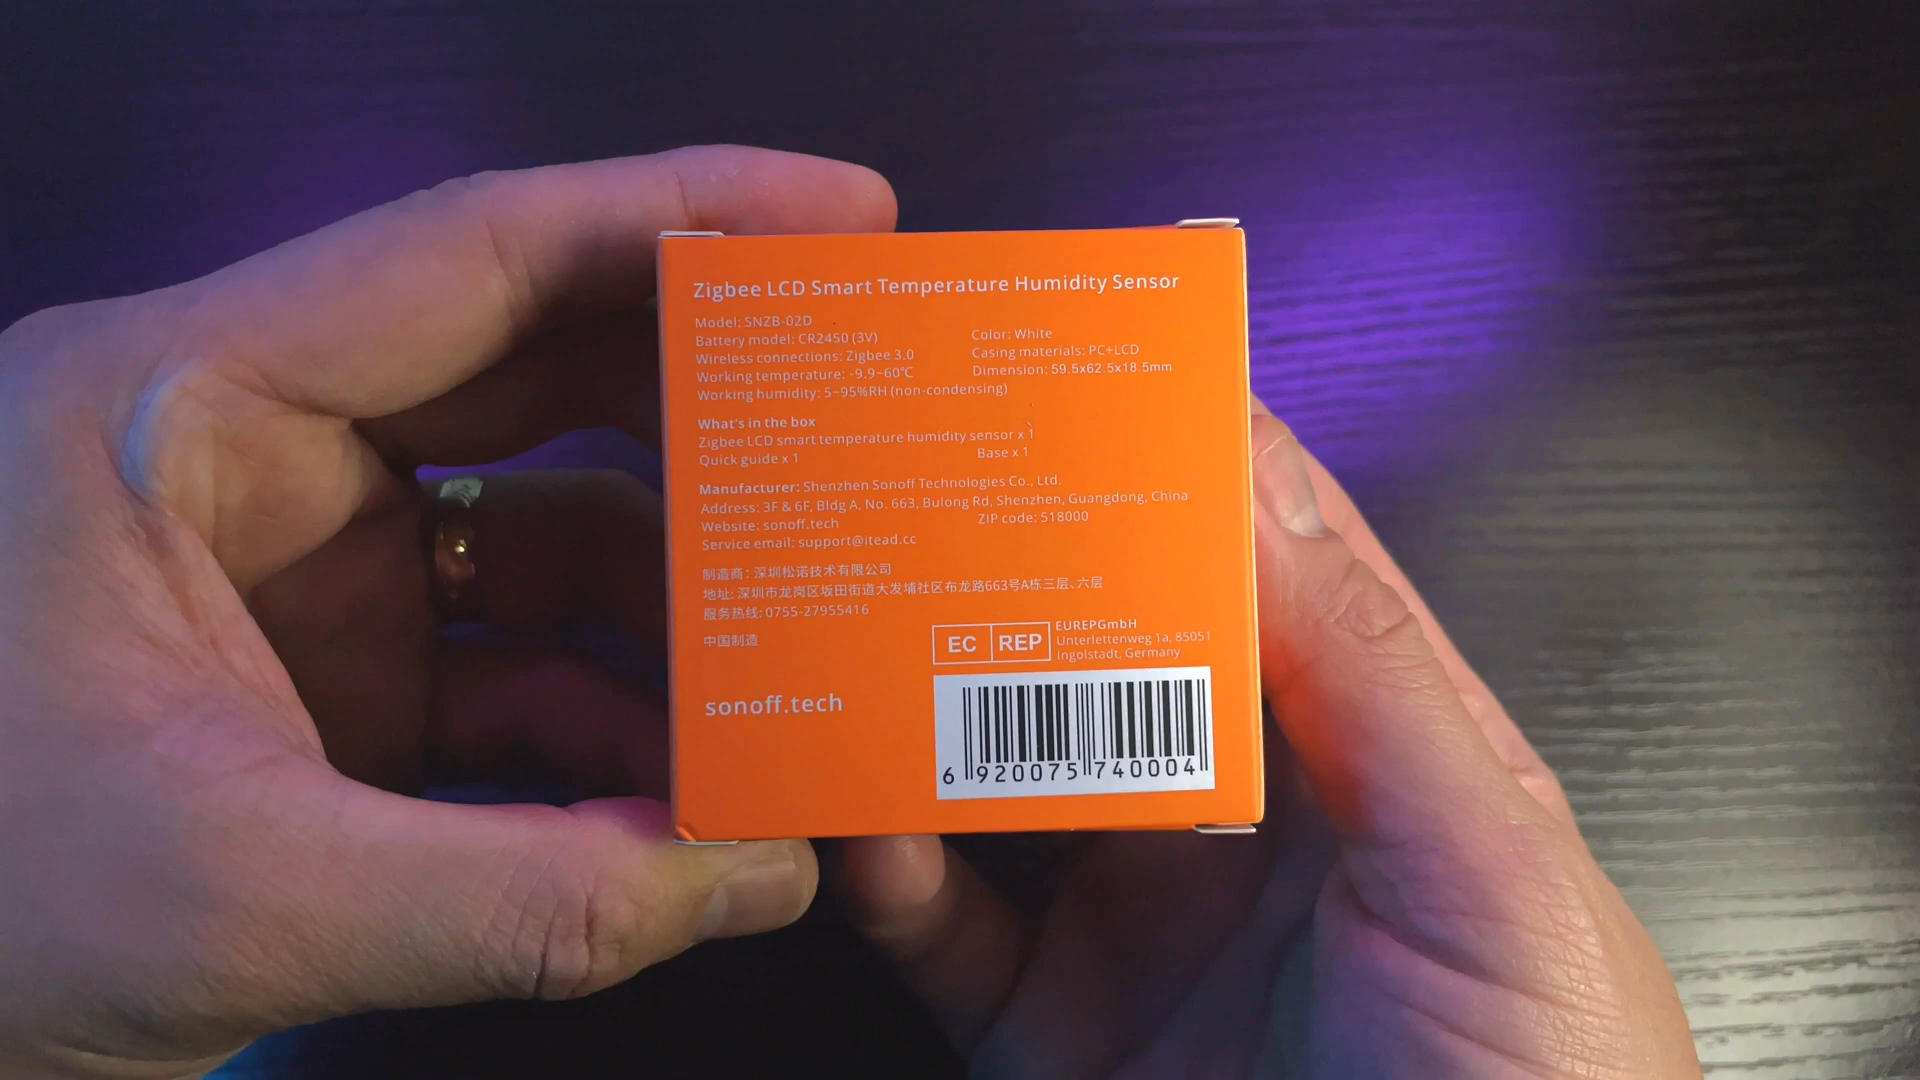 Zigbee LCD Smart Temperature Humidity Sensor
Model: SNZB-02D
Battery model: CR2450 (3V)
Color: White
Wireless connections: Zigbee 3.0
Casing materials: PC+LCD
Working temperature: -9.9~60℃
Dimension: 59.5x62.5x18.5mm
Working humidity: 5~95%RH (non-condensing)
What's in the box
Zigbee LCD smart temperature humidity sensor x 1
Quick guide x 1
Base x 1
Manufacturer: Shenzhen Sonoff Technologies Co., Ltd.
Address: 3F & 6F, Bldg A, No. 663, Bulong Rd, Shenzhen, Guangdong, China
Website: sonoff.tech
ZIP code: 518000
Service email: support@itead.cc
制造商: 深圳松诺技术有限公司
地址: 深圳市龙岗区坂田街道大发埔社区布龙路663号A栋三层、六层
服务热线: 0755-27955416
中国制造
EC REP
EUREPGmbH
Unterlettenweg 1a, 85051
Ingolstadt, Germany
sonoff.tech
6 920075 740004